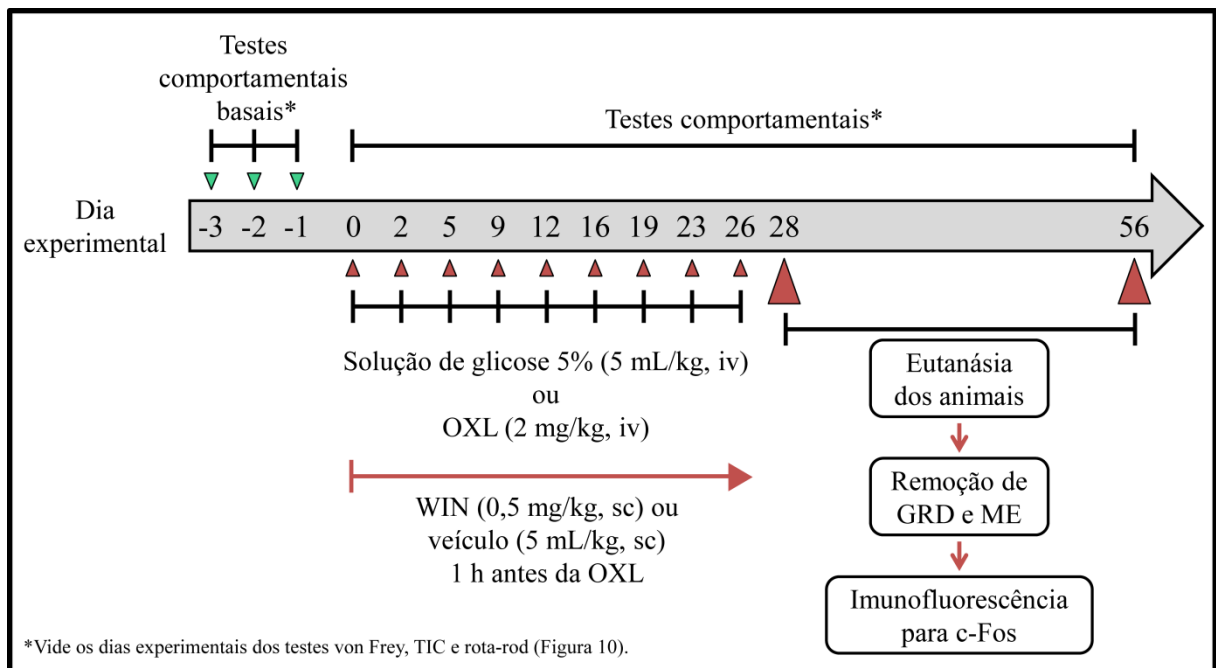 Testes
comportamentais
basais*
Testes comportamentais*
Dia
experimental
-3 -2 -1 0 2 5 9 12 16 19 23 26 28 56
Solução de glicose 5% (5 mL/kg, iv)
ou
OXL (2 mg/kg, iv)
WIN (0,5 mg/kg, sc) ou
veículo (5 mL/kg, sc)
1 h antes da OXL
Eutanásia
dos animais
Remoção de
GRD e ME
Imunofluorescência
para c-Fos
*Vide os dias experimentais dos testes von Frey, TIC e rota-rod (Figura 10).